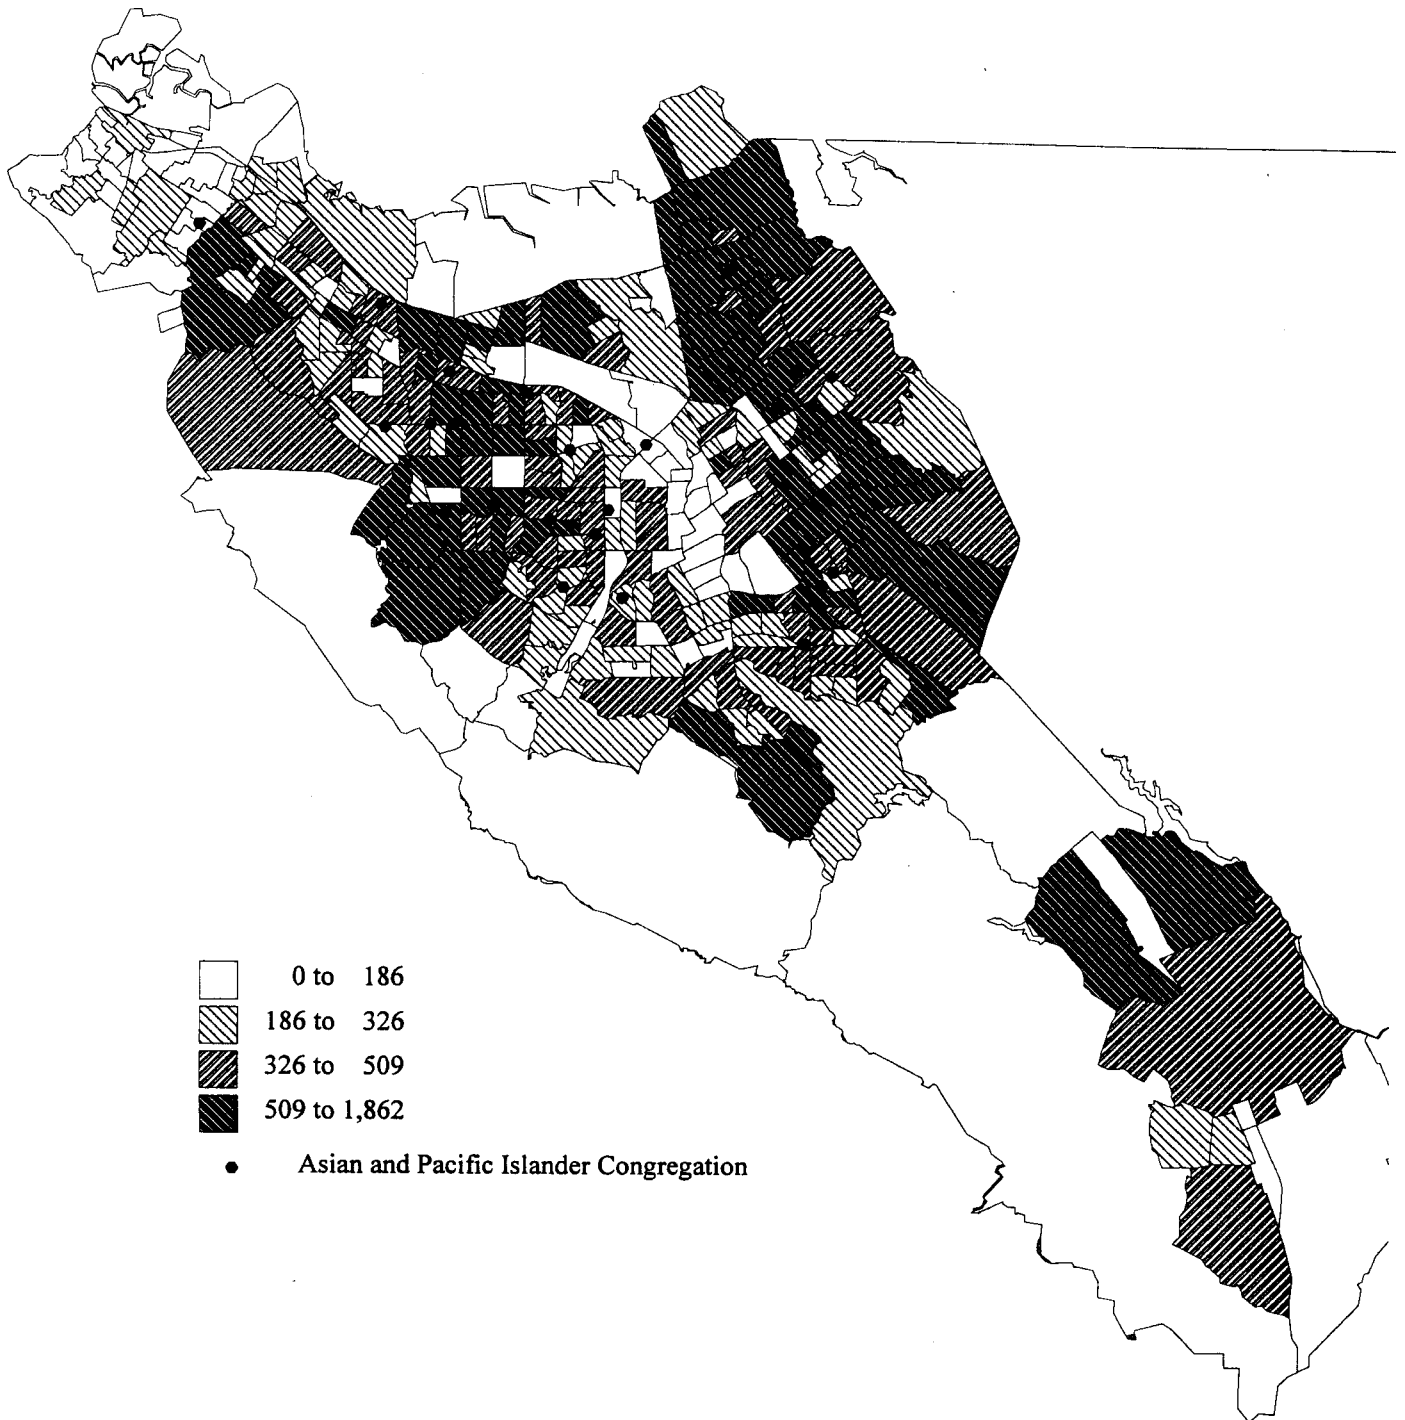 0 to 186
186 to 326
326 to 509
509 to 1,862
Asian and Pacific Islander Congregation